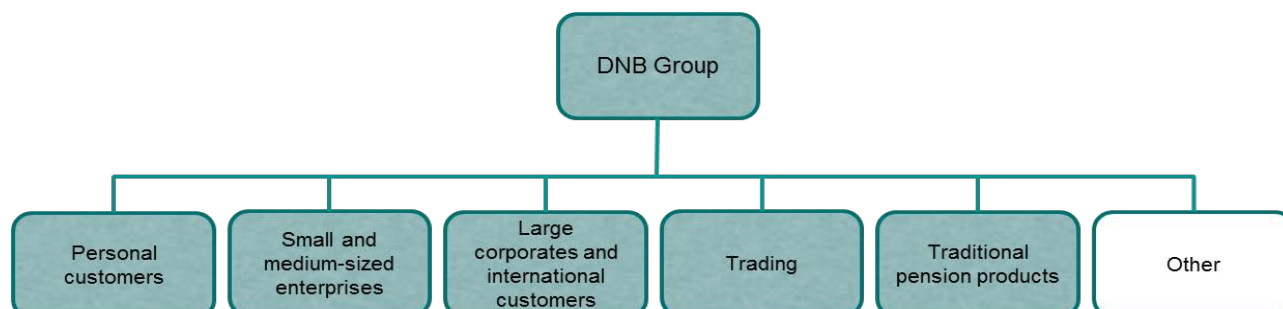 DNB Group
Personal
customers
Small and
medium-sized
enterprises
Large
corporates and
international
customers
Trading
Traditional
pension products
Other